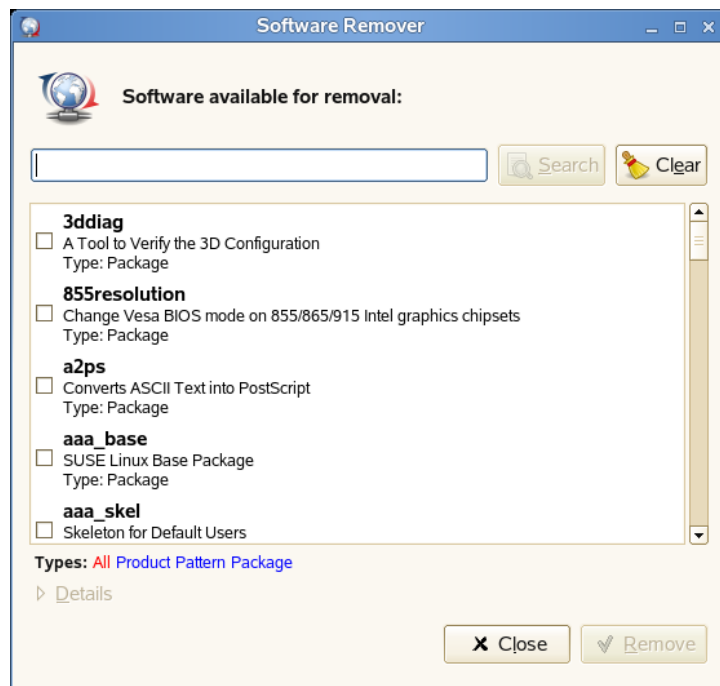 Software Remover
Software available for removal:
Search
Clear
3ddiag
A Tool to Verify the 3D Configuration
Type: Package
855resolution
Change Vesa BIOS mode on 855/865/915 Intel graphics chipsets
Type: Package
a2ps
Converts ASCII Text into PostScript
Type: Package
aaa_base
SUSE Linux Base Package
Type: Package
aaa_skel
Skeleton for Default Users
Types: All Product Pattern Package
Details
Close
Remove